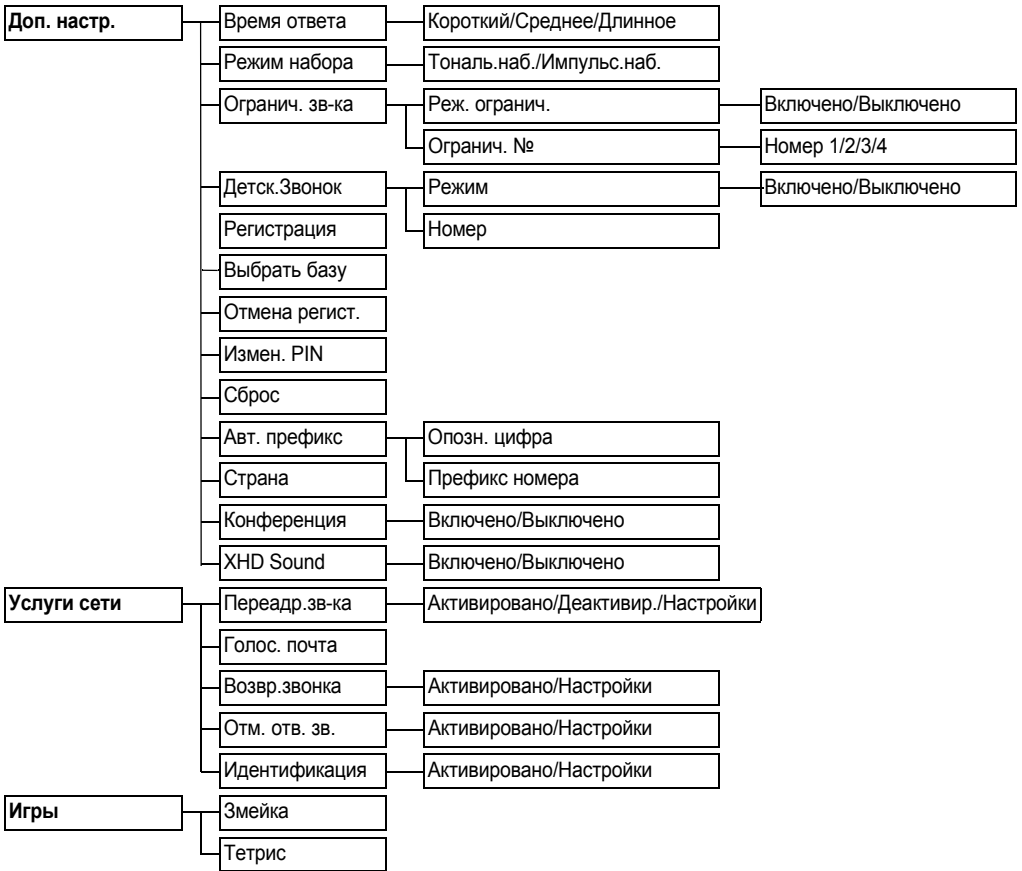 Доп. настр. Время ответа Короткий/Среднее/Длинное
Режим набора Тональ.наб./Импульс.наб.
Огранич. зв-ка Реж. огранич. Включено/Выключено
Огранич. № Номер 1/2/3/4
Детск.Звонок Режим Включено/Выключено
Регистрация Номер
Выбрать базу
Отмена регист.
Измен. PIN
Сброс
Авт. префикс Опозн. цифра
Страна Префикс номера
Конференция Включено/Выключено
XHD Sound Включено/Выключено
Услуги сети Переадр.зв-ка Активировано/Деактивир./Настройки
Голос. почта
Возвр.звонка Активировано/Настройки
Отм. отв. зв. Активировано/Настройки
Идентификация Активировано/Настройки
Игры Змейка
Тетрис